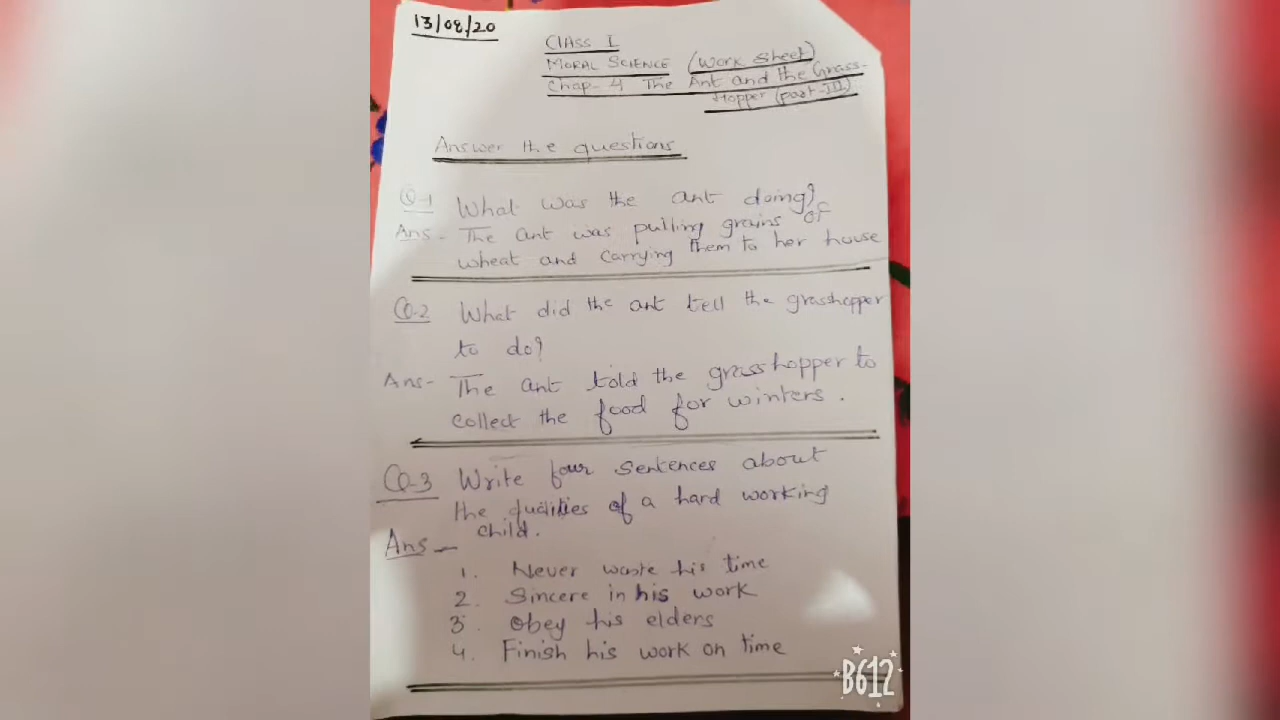 13/08/20
Class I
Moral Science (Work Sheet)
Chap-4 The Ant and the Grass-
Hopper (part-III)
Answer the questions
Q-1 What was the ant doing?
Ans- The ant was pulling grains of
wheat and carrying them to her house
Q-2 What did the ant tell the grasshopper
to do?
Ans- The ant told the grasshopper to
collect the food for winters.
Q-3 Write four sentences about
the qualities of a hard working
child.
Ans-
1. Never waste his time
2. Sincere in his work
3. Obey his elders
4. Finish his work on time
B612